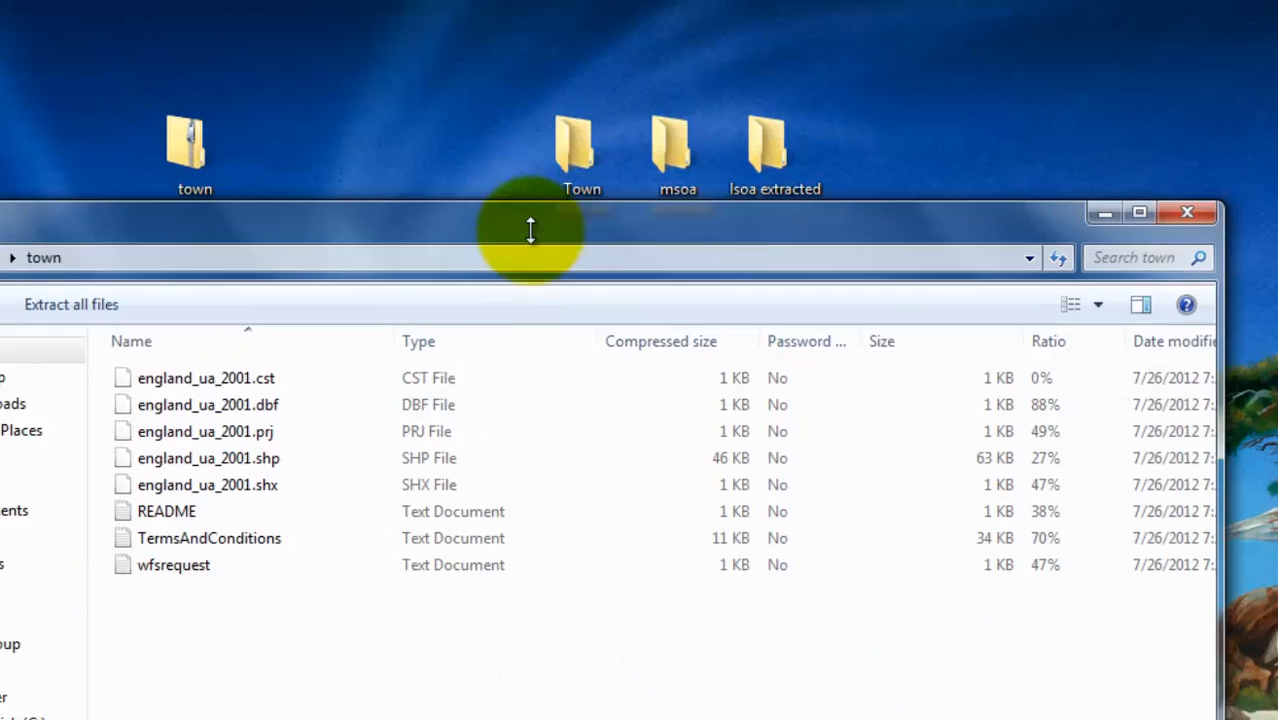 town Town msoa lsoa extracted
town Search town
Extract all files
Name Type Compressed size Password ... Size Ratio Date modifie
england_ua_2001.cst CST File 1 KB No 1 KB 0% 7/26/2012 7:
england_ua_2001.dbf DBF File 1 KB No 1 KB 88% 7/26/2012 7:
oads england_ua_2001.prj PRJ File 1 KB No 1 KB 49% 7/26/2012 7:
Places england_ua_2001.shp SHP File 46 KB No 63 KB 27% 7/26/2012 7:
england_ua_2001.shx SHX File 1 KB No 1 KB 47% 7/26/2012 7:
ents README Text Document 1 KB No 1 KB 38% 7/26/2012 7:
s TermsAndConditions Text Document 11 KB No 34 KB 70% 7/26/2012 7:
wfsrequest Text Document 1 KB No 1 KB 47% 7/26/2012 7:
oup
er